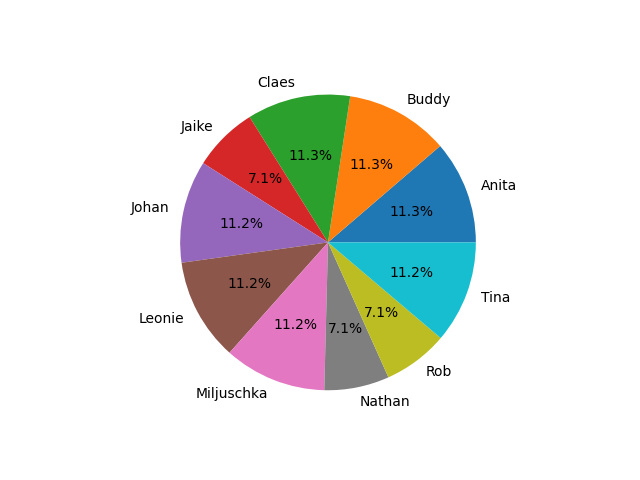 Claes
Buddy
Jaike
11.3%
11.3%
7.1%
Anita
Johan
11.3%
11.2%
11.2%
11.2%
Tina
Leonie
11.2%
7.1%
7.1%
Rob
Miljuschka
Nathan